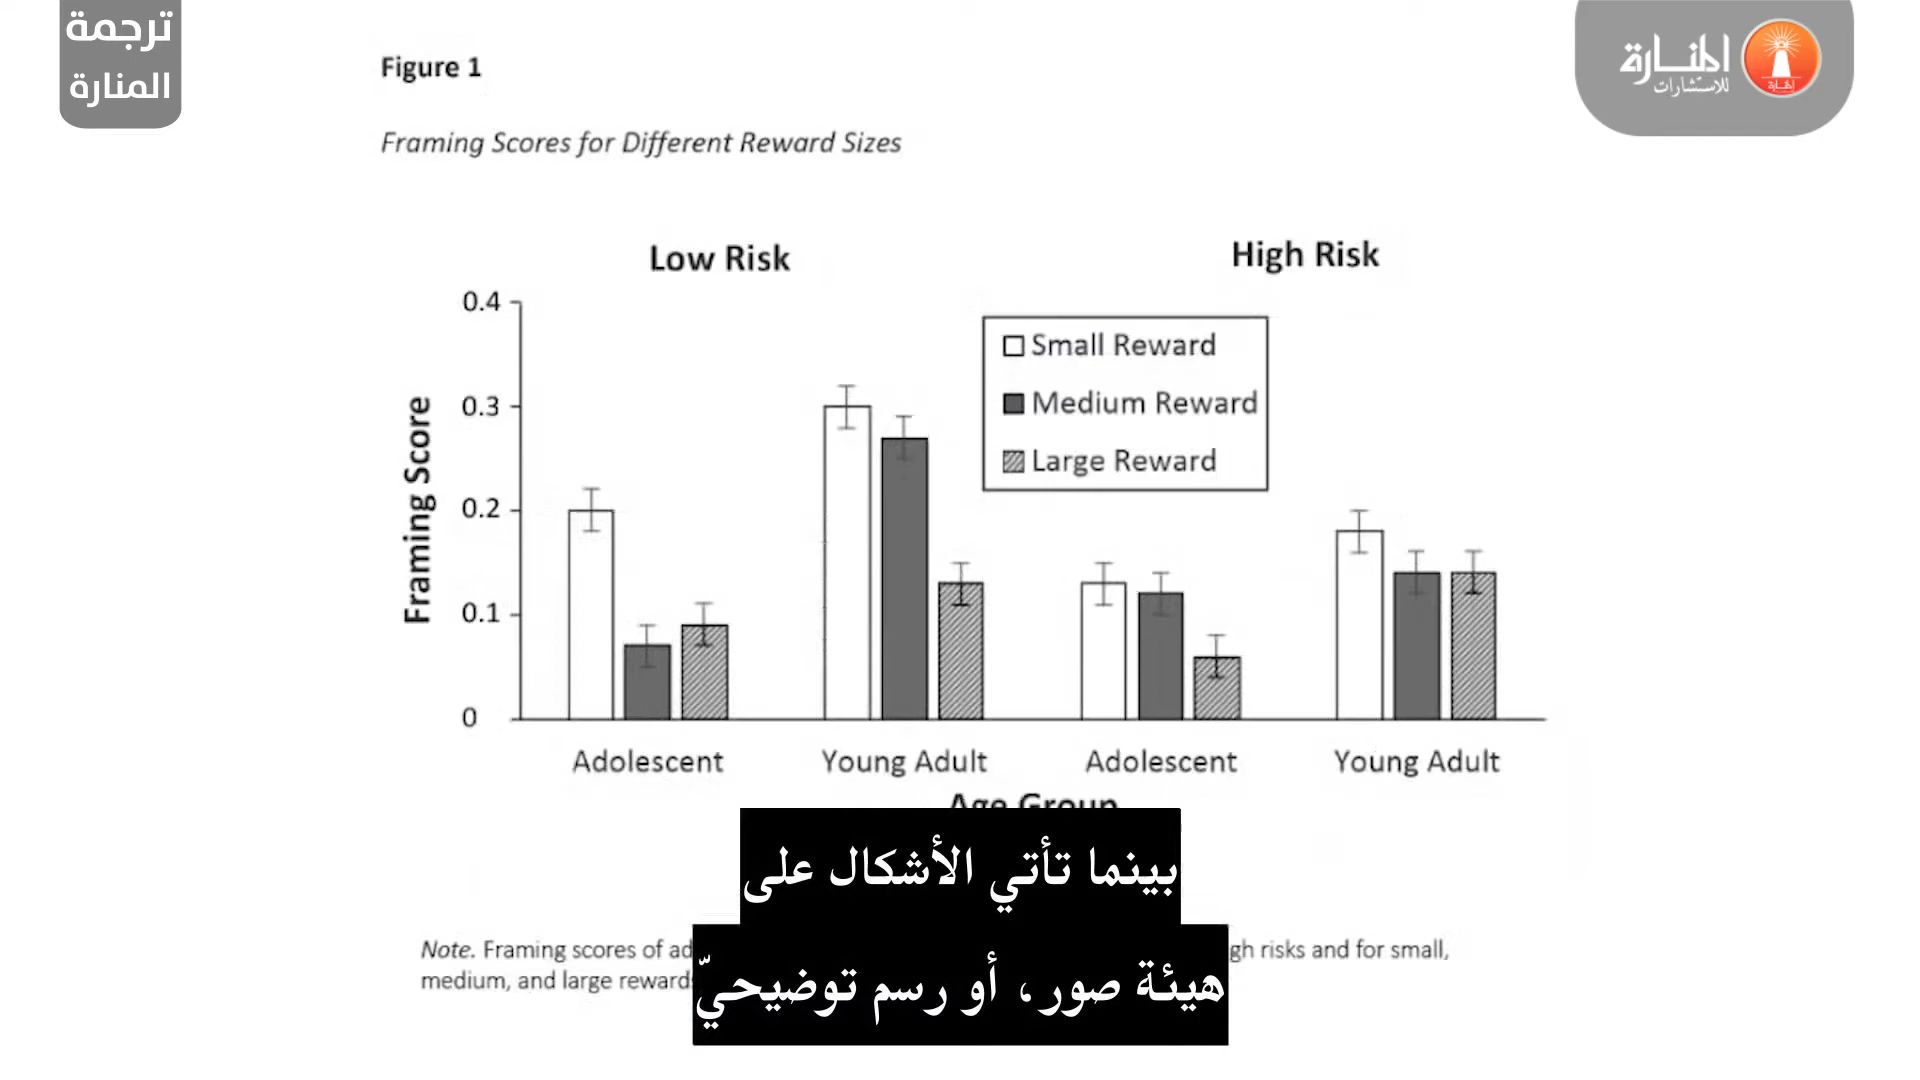 ترجمة
المنارة
المنارة
للاستشارات
Figure 1
Framing Scores for Different Reward Sizes
Low Risk
High Risk
0.4
0.3
0.2
0.1
0
Framing Score
Small Reward
Medium Reward
Large Reward
Adolescent
Young Adult
Adolescent
Young Adult
Age Group
بينما تأتي الأشكال على
هيئة صور، أو رسم توضيحيّ
Note. Framing scores of gh risks and for small,
medium, and large